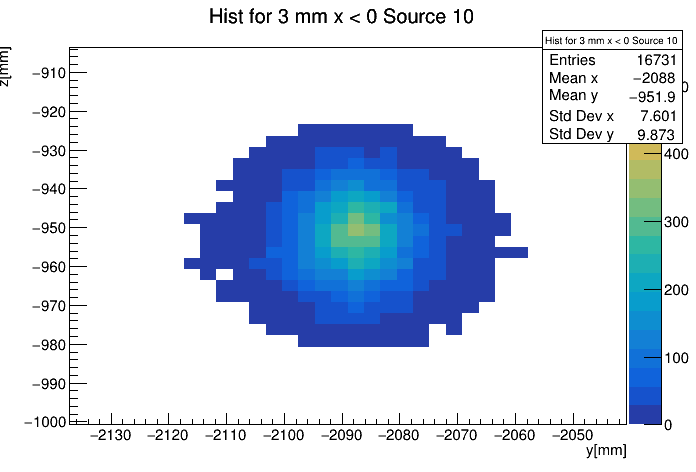 Hist for 3 mm x < 0 Source 10
Hist for 3 mm x < 0 Source 10
Entries 16731
Mean x −2088
Mean y −951.9
Std Dev x 7.601
Std Dev y 9.873
z[mm]
−910
−920
−930
−940
−950
−960
−970
−980
−990
−1000
−2130 −2120 −2110 −2100 −2090 −2080 −2070 −2060 −2050
y[mm]
0
400
300
200
100
0